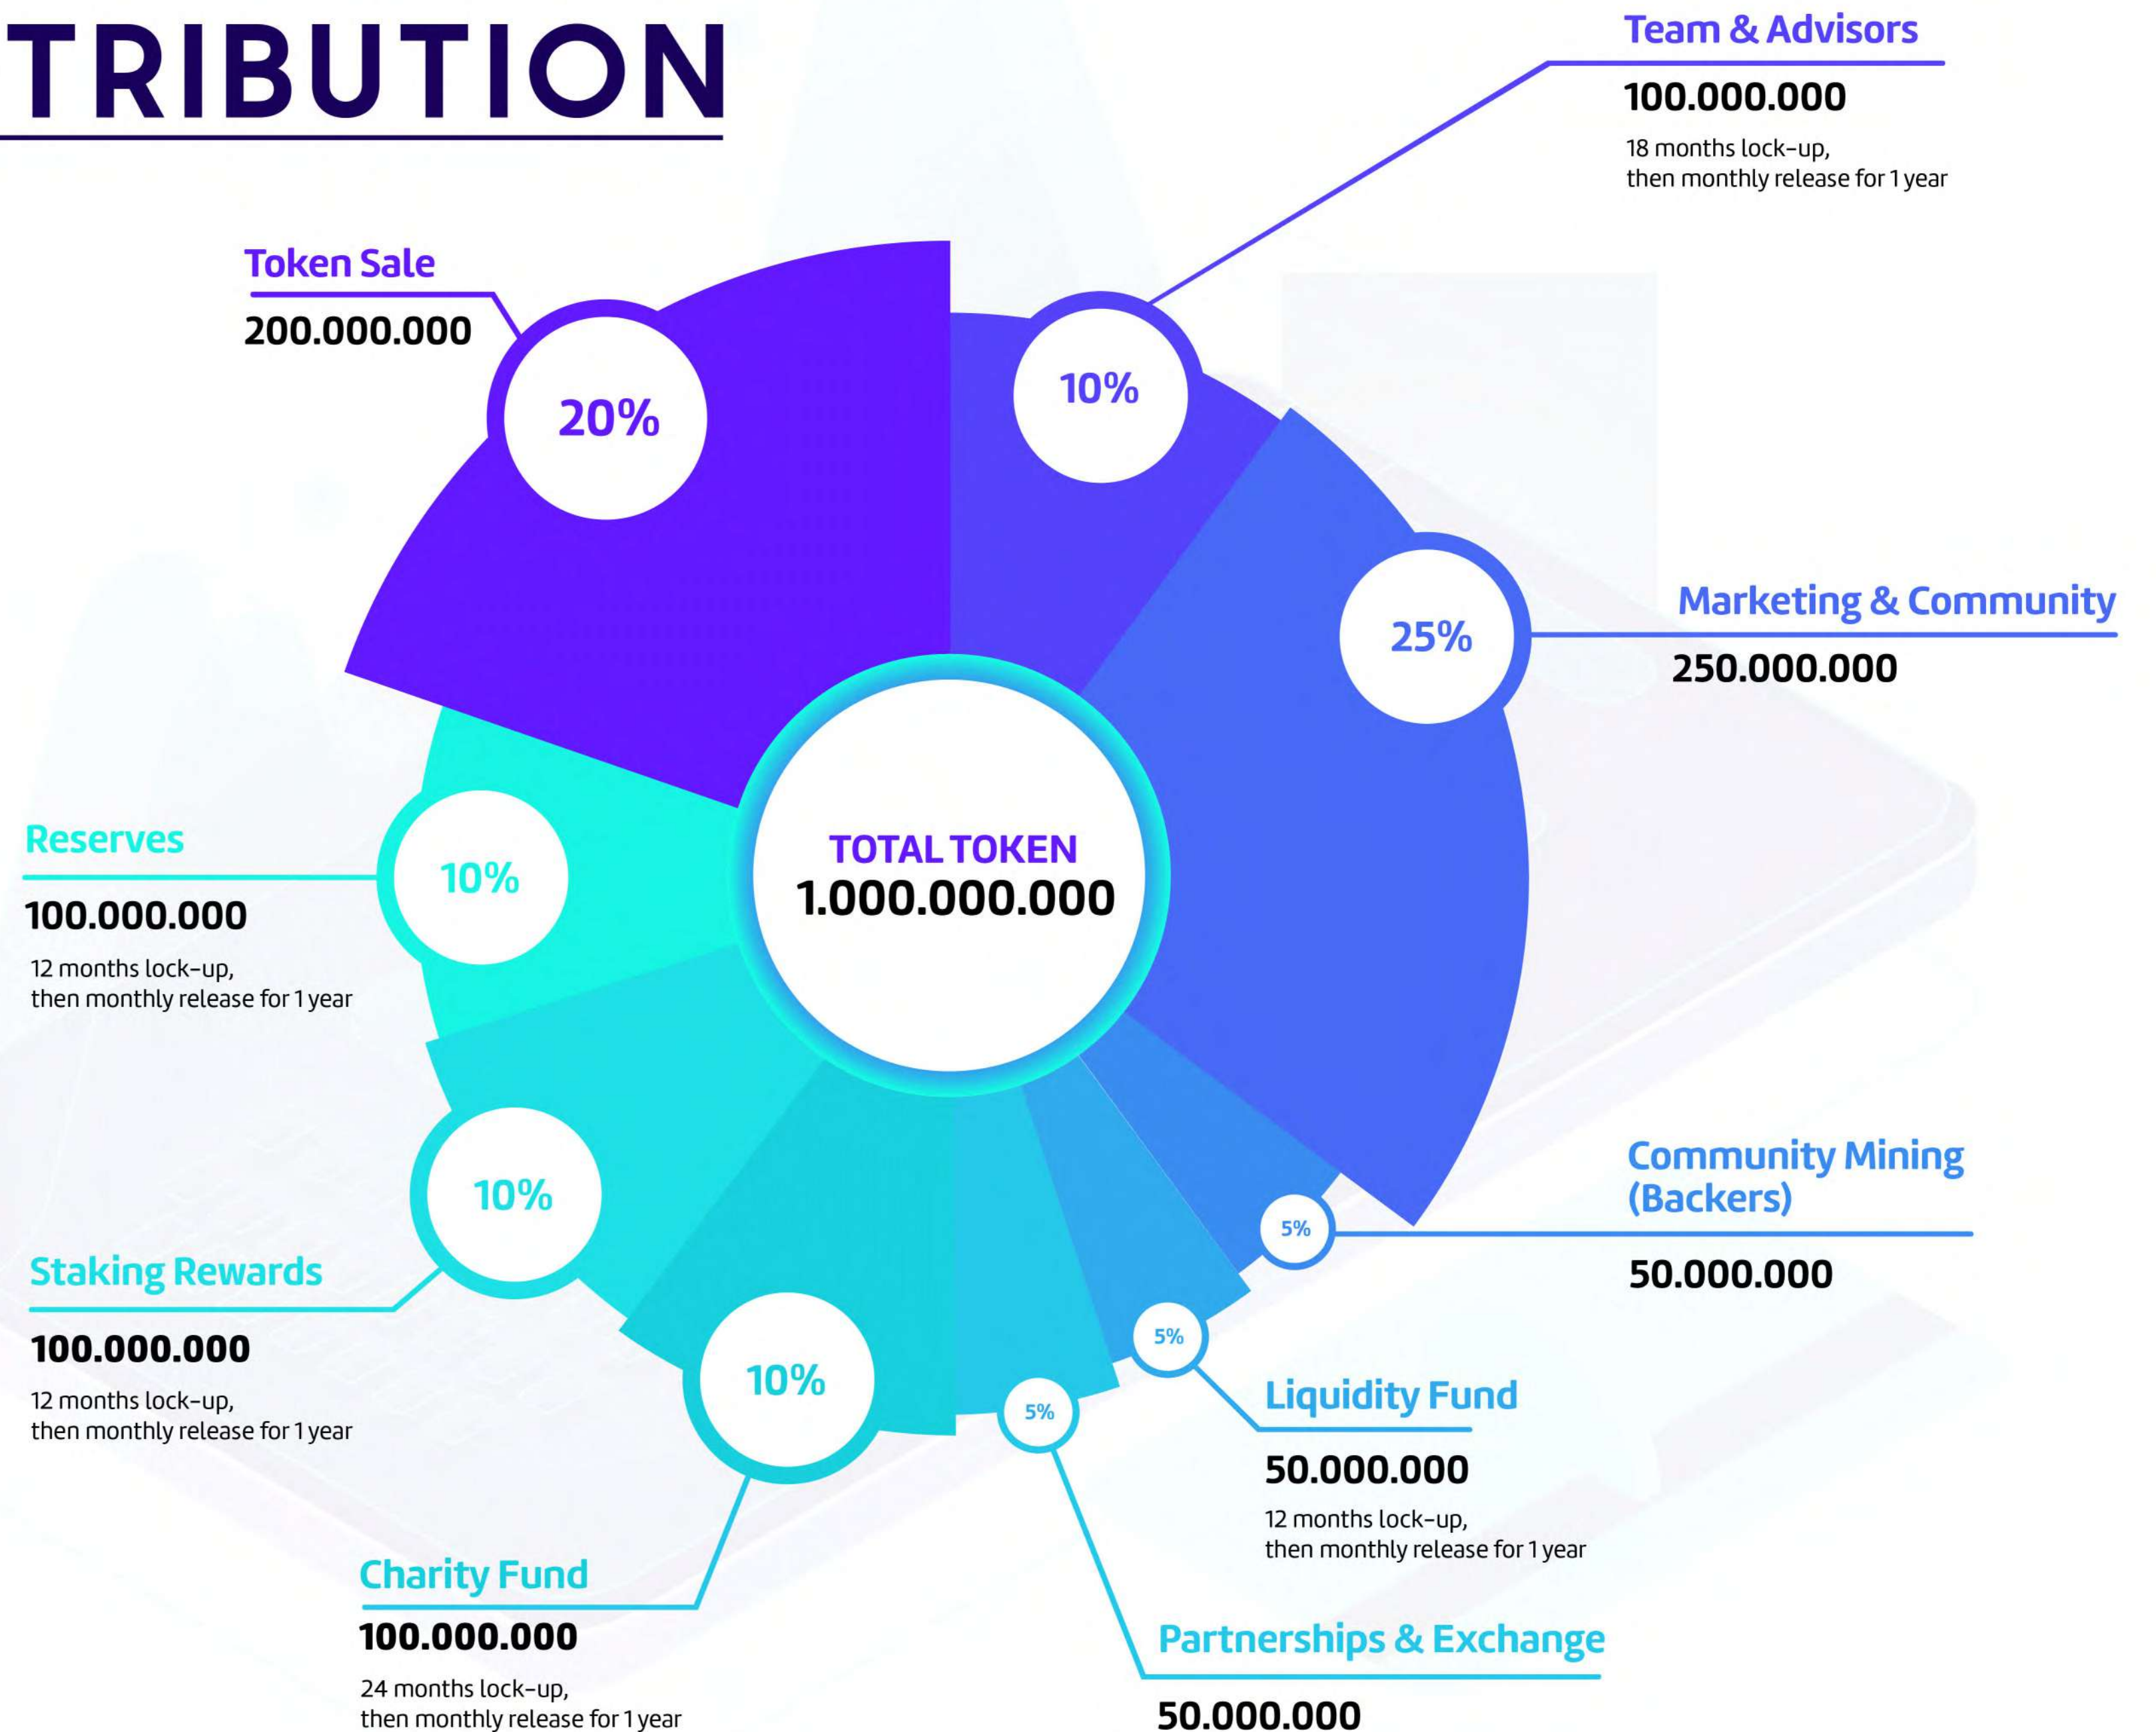 TRIBUTION
Team & Advisors
100.000.000
18 months lock-up,
then monthly release for 1 year
10%
Token Sale
200.000.000
20%
Marketing & Community
250.000.000
25%
TOTAL TOKEN
1.000.000.000
Reserves
100.000.000
12 months lock-up,
then monthly release for 1 year
10%
Community Mining
(Backers)
50.000.000
5%
Staking Rewards
100.000.000
12 months lock-up,
then monthly release for 1 year
10%
Liquidity Fund
50.000.000
12 months lock-up,
then monthly release for 1 year
5%
Charity Fund
100.000.000
24 months lock-up,
then monthly release for 1 year
10%
Partnerships & Exchange
50.000.000
5%